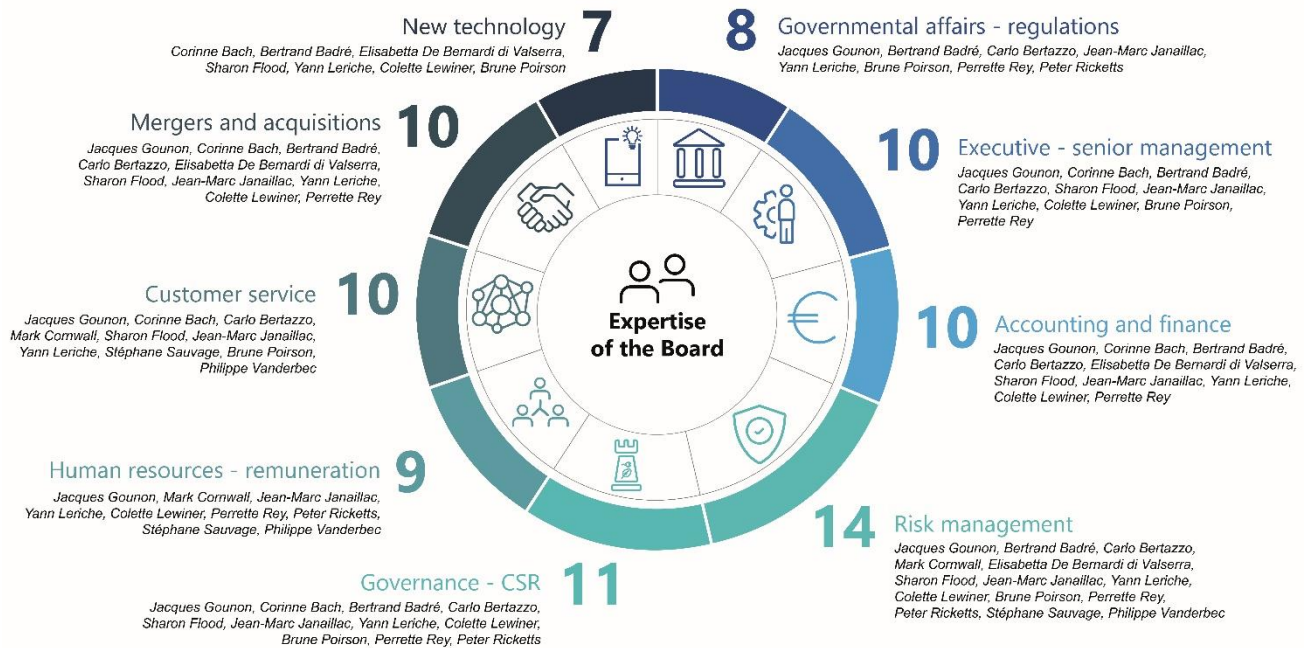 New technology 7
Corinne Bach, Bertrand Badré, Elisabetta De Bernardi di Valserra,
Sharon Flood, Yann Leriche, Colette Lewiner, Brune Poirson
8 Governmental affairs - regulations
Jacques Gounon, Bertrand Badré, Carlo Bertazzo, Jean-Marc Janaillac,
Yann Leriche, Brune Poirson, Perrette Rey, Peter Ricketts
Mergers and acquisitions 10
Jacques Gounon, Corinne Bach, Bertrand Badré,
Carlo Bertazzo, Elisabetta De Bernardi di Valserra,
Sharon Flood, Jean-Marc Janaillac, Yann Leriche,
Colette Lewiner, Perrette Rey
10 Executive - senior management
Jacques Gounon, Corinne Bach, Bertrand Badré,
Carlo Bertazzo, Sharon Flood, Jean-Marc Janaillac,
Yann Leriche, Colette Lewiner, Brune Poirson,
Perrette Rey
Customer service 10
Jacques Gounon, Corinne Bach, Carlo Bertazzo,
Mark Cornwall, Sharon Flood, Jean-Marc Janaillac,
Yann Leriche, Stéphane Sauvage, Brune Poirson,
Philippe Vanderbec
Expertise
of the Board
€
10 Accounting and finance
Jacques Gounon, Corinne Bach, Bertrand Badré,
Carlo Bertazzo, Elisabetta De Bernardi di Valserra,
Sharon Flood, Jean-Marc Janaillac, Yann Leriche,
Colette Lewiner, Perrette Rey
Human resources - remuneration 9
Jacques Gounon, Mark Cornwall, Jean-Marc Janaillac,
Yann Leriche, Colette Lewiner, Perrette Rey, Peter Ricketts,
Stéphane Sauvage, Philippe Vanderbec
14 Risk management
Jacques Gounon, Bertrand Badré, Carlo Bertazzo,
Mark Cornwall, Elisabetta De Bernardi di Valserra,
Sharon Flood, Jean-Marc Janaillac, Yann Leriche,
Colette Lewiner, Brune Poirson, Perrette Rey,
Peter Ricketts, Stéphane Sauvage, Philippe Vanderbec
Governance - CSR 11
Jacques Gounon, Corinne Bach, Bertrand Badré, Carlo Bertazzo,
Sharon Flood, Jean-Marc Janaillac, Yann Leriche, Colette Lewiner,
Brune Poirson, Perrette Rey, Peter Ricketts